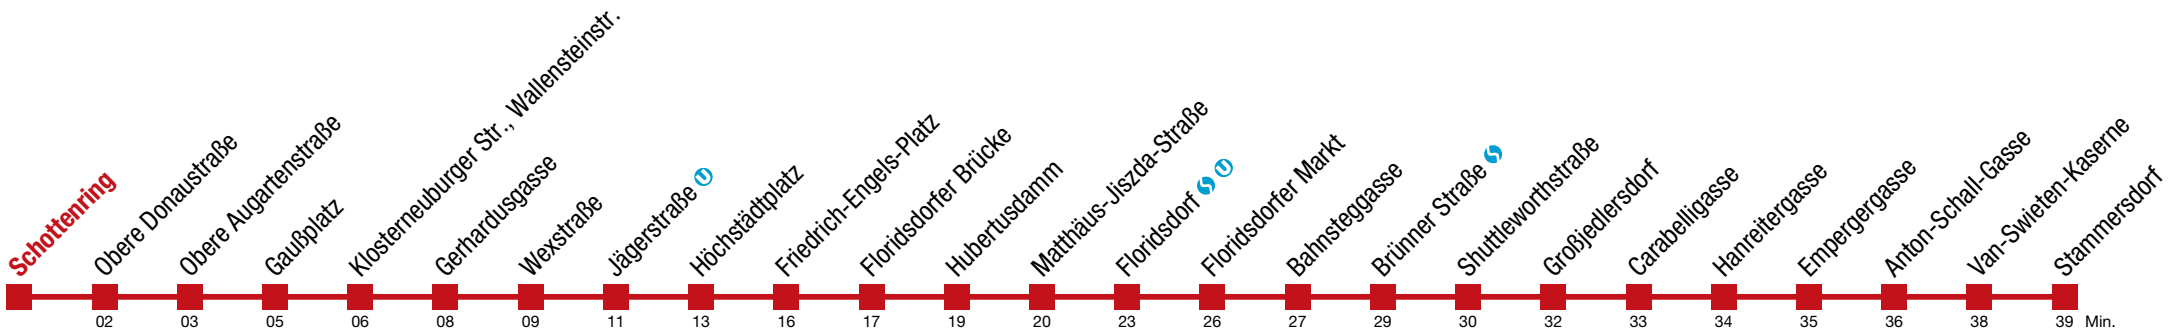 Schottenring
Obere Donaustraße
Obere Augartenstraße
Gaußplatz
Klosterneuburger Str., Wallensteinstr.
Gerhardusgasse
Wexstraße
Jägerstraße U
Höchstädtplatz
Friedrich-Engels-Platz
Floridsdorfer Brücke
Hubertusdamm
Matthäus-Jiszda-Straße
Floridsdorf S U
Floridsdorfer Markt
Bahnsteggasse
Brünner Straße S
Shuttleworthstraße
Großjedlersdorf
Carabelligasse
Hanreitergasse
Empergergasse
Anton-Schall-Gasse
Van-Swieten-Kaserne
Stammersdorf
02 03 05 06 08 09 11 13 16 17 19 20 23 26 27 29 30 32 33 34 35 36 38 39 Min.